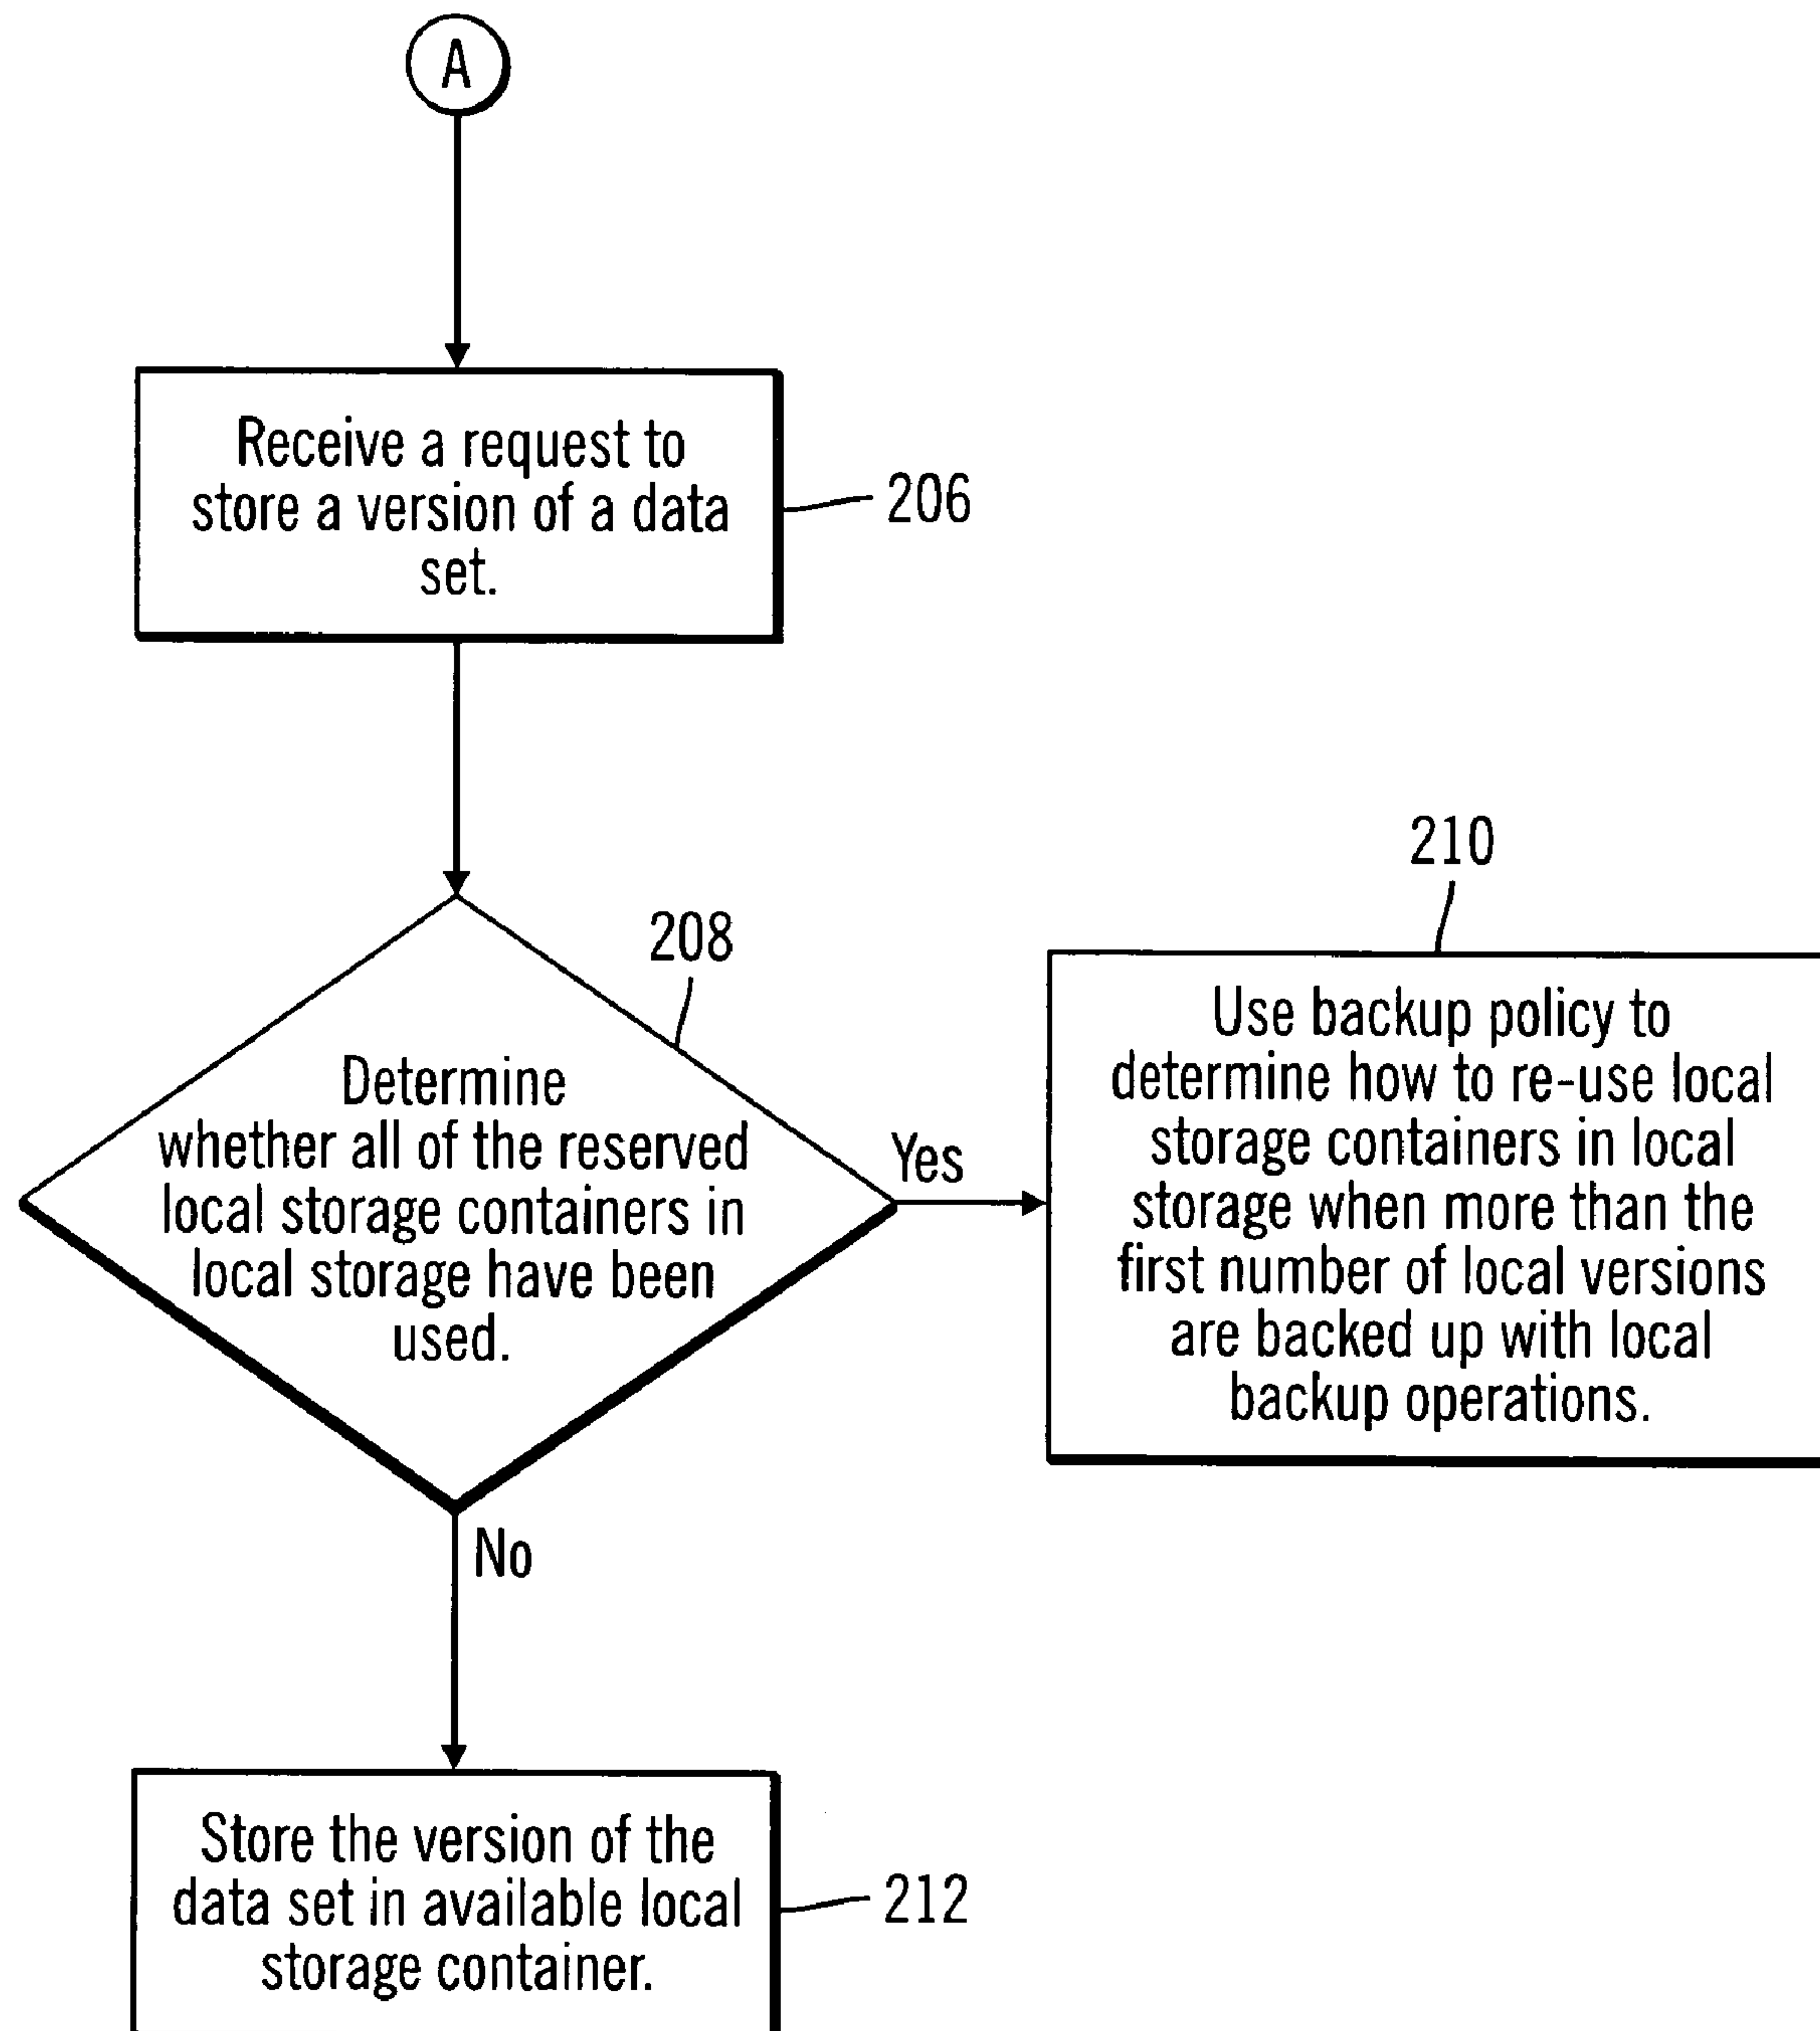 A
Receive a request to
store a version of a data
set.
206
208
Determine
whether all of the reserved
local storage containers in
local storage have been
used.
Yes
210
Use backup policy to
determine how to re-use local
storage containers in local
storage when more than the
first number of local versions
are backed up with local
backup operations.
No
Store the version of the
data set in available local
storage container.
212